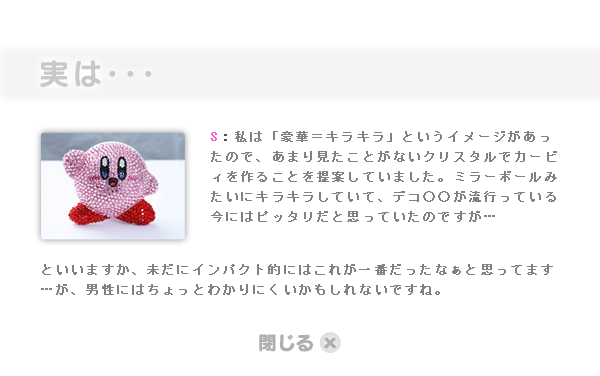 実は･･･
S：私は「豪華＝キラキラ」というイメージがあっ
たので、あまり見たことがないクリスタルでカービ
ィを作ることを提案していました。ミラーボールみ
たいにキラキラしていて、デコ〇〇が流行っている
今にはピッタリだと思っていたのですが…
といいますか、未だにインパクト的にはこれが一番だったなぁと思ってます
…が、男性にはちょっとわかりにくいかもしれないですね。
閉じる